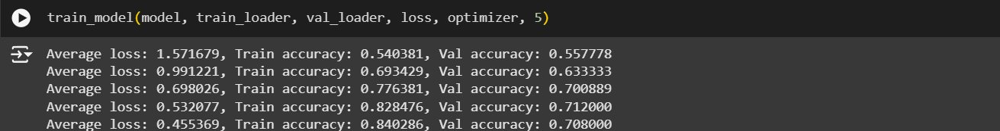 train_model(model, train_loader, val_loader, loss, optimizer, 5)
Average loss: 1.571679, Train accuracy: 0.540381, Val accuracy: 0.557778
Average loss: 0.991221, Train accuracy: 0.693429, Val accuracy: 0.633333
Average loss: 0.698026, Train accuracy: 0.776381, Val accuracy: 0.700889
Average loss: 0.532077, Train accuracy: 0.828476, Val accuracy: 0.712000
Average loss: 0.455369, Train accuracy: 0.840286, Val accuracy: 0.708000